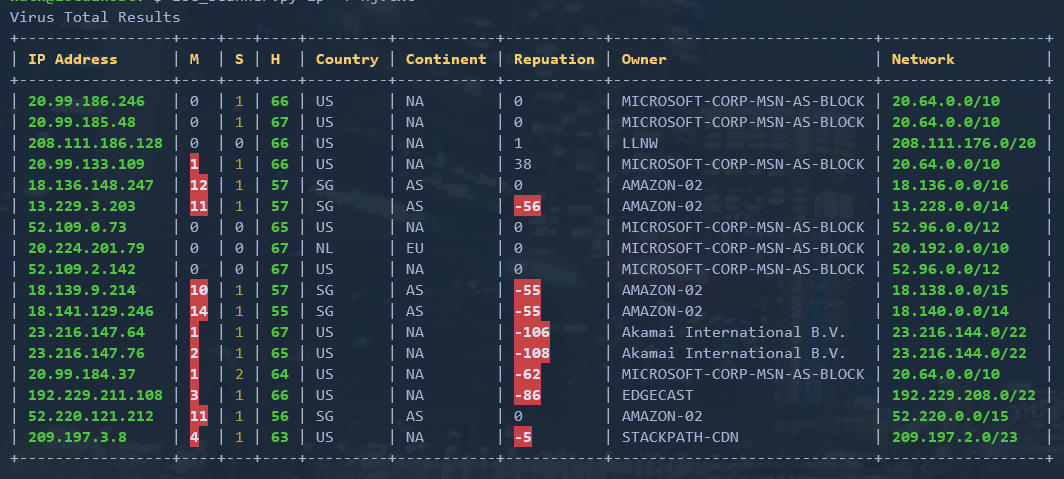 Virus Total Results
+------------------+----+---+---+---------+-----------+-----------+------------------------------+------------------+
| IP Address | M | S | H | Country | Continent | Repuation | Owner | Network |
+------------------+----+---+---+---------+-----------+-----------+------------------------------+------------------+
| 20.99.186.246 | 0 | 1 | 66 | US | NA | 0 | MICROSOFT-CORP-MSN-AS-BLOCK | 20.64.0.0/10 |
| 20.99.185.48 | 0 | 1 | 67 | US | NA | 0 | MICROSOFT-CORP-MSN-AS-BLOCK | 20.64.0.0/10 |
| 208.111.186.128 | 0 | 0 | 66 | US | NA | 1 | LLNW | 208.111.176.0/20 |
| 20.99.133.109 | 1 | 1 | 66 | US | NA | 38 | MICROSOFT-CORP-MSN-AS-BLOCK | 20.64.0.0/10 |
| 18.136.148.247 | 12 | 1 | 57 | SG | AS | 0 | AMAZON-02 | 18.136.0.0/16 |
| 13.229.3.203 | 11 | 1 | 57 | SG | AS | -56 | AMAZON-02 | 13.228.0.0/14 |
| 52.109.0.73 | 0 | 0 | 65 | US | NA | 0 | MICROSOFT-CORP-MSN-AS-BLOCK | 52.96.0.0/12 |
| 20.224.201.79 | 0 | 0 | 67 | NL | EU | 0 | MICROSOFT-CORP-MSN-AS-BLOCK | 20.192.0.0/10 |
| 52.109.2.142 | 0 | 0 | 67 | US | NA | 0 | MICROSOFT-CORP-MSN-AS-BLOCK | 52.96.0.0/12 |
| 18.139.9.214 | 10 | 1 | 57 | SG | AS | -55 | AMAZON-02 | 18.138.0.0/15 |
| 18.141.129.246 | 14 | 1 | 55 | SG | AS | -55 | AMAZON-02 | 18.140.0.0/14 |
| 23.216.147.64 | 1 | 1 | 67 | US | NA | -106 | Akamai International B.V. | 23.216.144.0/22 |
| 23.216.147.76 | 2 | 1 | 65 | US | NA | -108 | Akamai International B.V. | 23.216.144.0/22 |
| 20.99.184.37 | 1 | 2 | 64 | US | NA | -62 | MICROSOFT-CORP-MSN-AS-BLOCK | 20.64.0.0/10 |
| 192.229.211.108 | 3 | 1 | 66 | US | NA | -86 | EDGECAST | 192.229.208.0/22 |
| 52.220.121.212 | 11 | 1 | 56 | SG | AS | 0 | AMAZON-02 | 52.220.0.0/15 |
| 209.197.3.8 | 4 | 1 | 63 | US | NA | -5 | STACKPATH-CDN | 209.197.2.0/23 |
+------------------+----+---+---+---------+-----------+-----------+------------------------------+------------------+